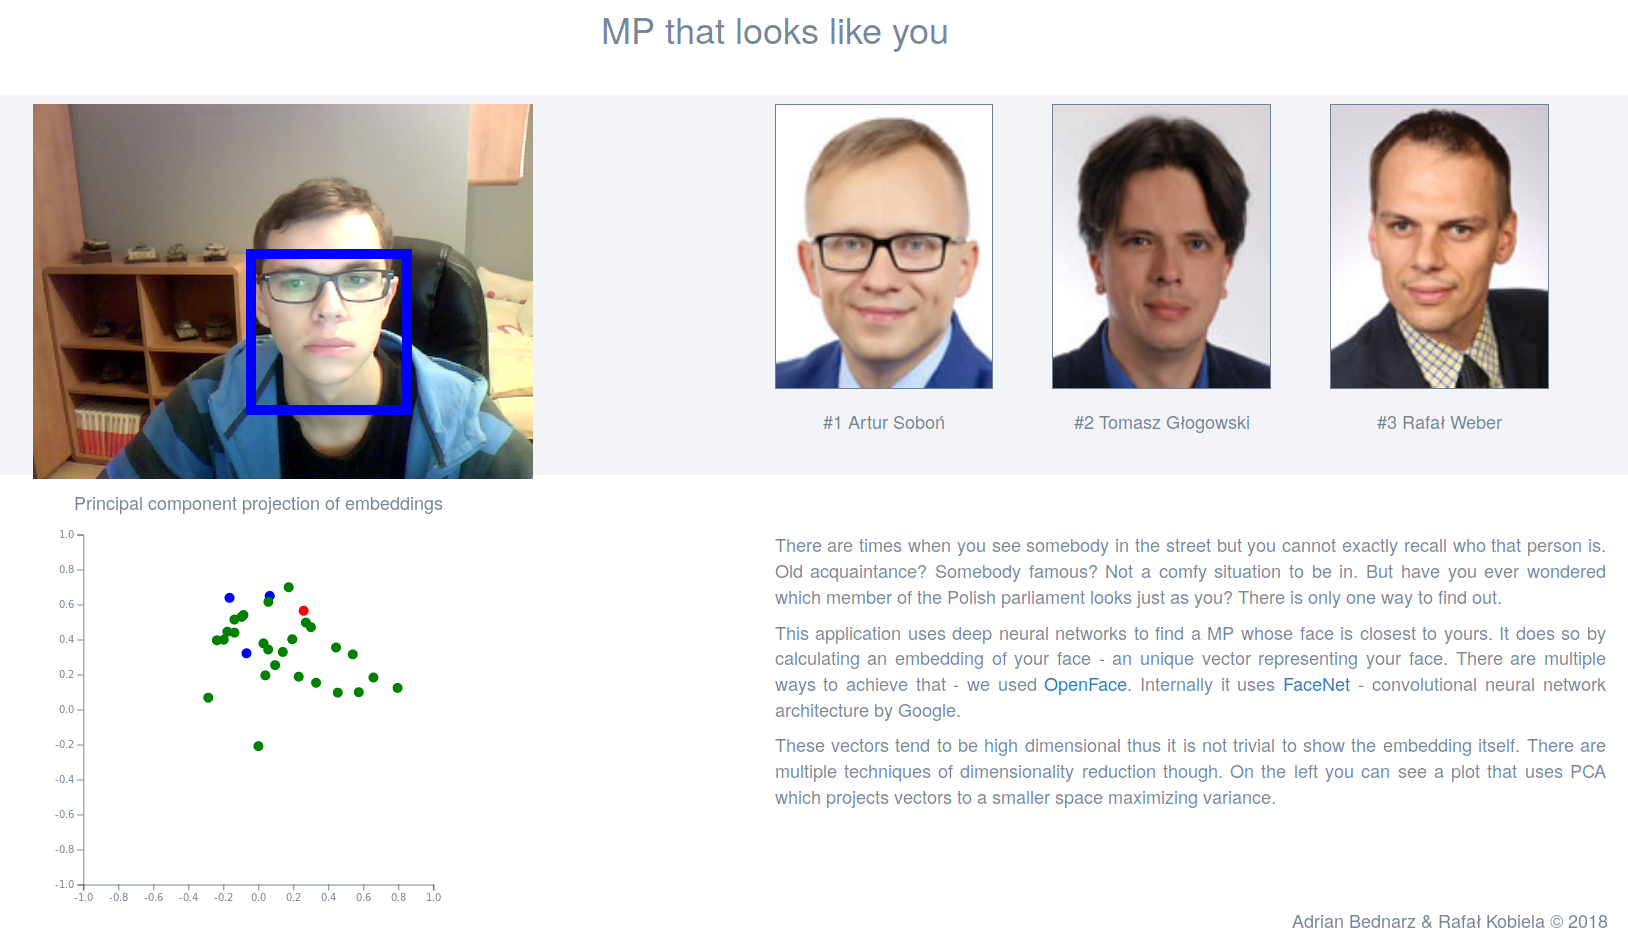 MP that looks like you
#1 Artur Soboń
#2 Tomasz Głogowski
#3 Rafał Weber
Principal component projection of embeddings
1.0
0.8
0.6
0.4
0.2
0.0
-0.2
-0.4
-0.6
-0.8
-1.0
-1.0 -0.8 -0.6 -0.4 -0.2 0.0 0.2 0.4 0.6 0.8 1.0
There are times when you see somebody in the street but you cannot exactly recall who that person is.
Old acquaintance? Somebody famous? Not a comfy situation to be in. But have you ever wondered
which member of the Polish parliament looks just as you? There is only one way to find out.
This application uses deep neural networks to find a MP whose face is closest to yours. It does so by
calculating an embedding of your face - an unique vector representing your face. There are multiple
ways to achieve that - we used OpenFace. Internally it uses FaceNet - convolutional neural network
architecture by Google.
These vectors tend to be high dimensional thus it is not trivial to show the embedding itself. There are
multiple techniques of dimensionality reduction though. On the left you can see a plot that uses PCA
which projects vectors to a smaller space maximizing variance.
Adrian Bednarz & Rafał Kobiela © 2018